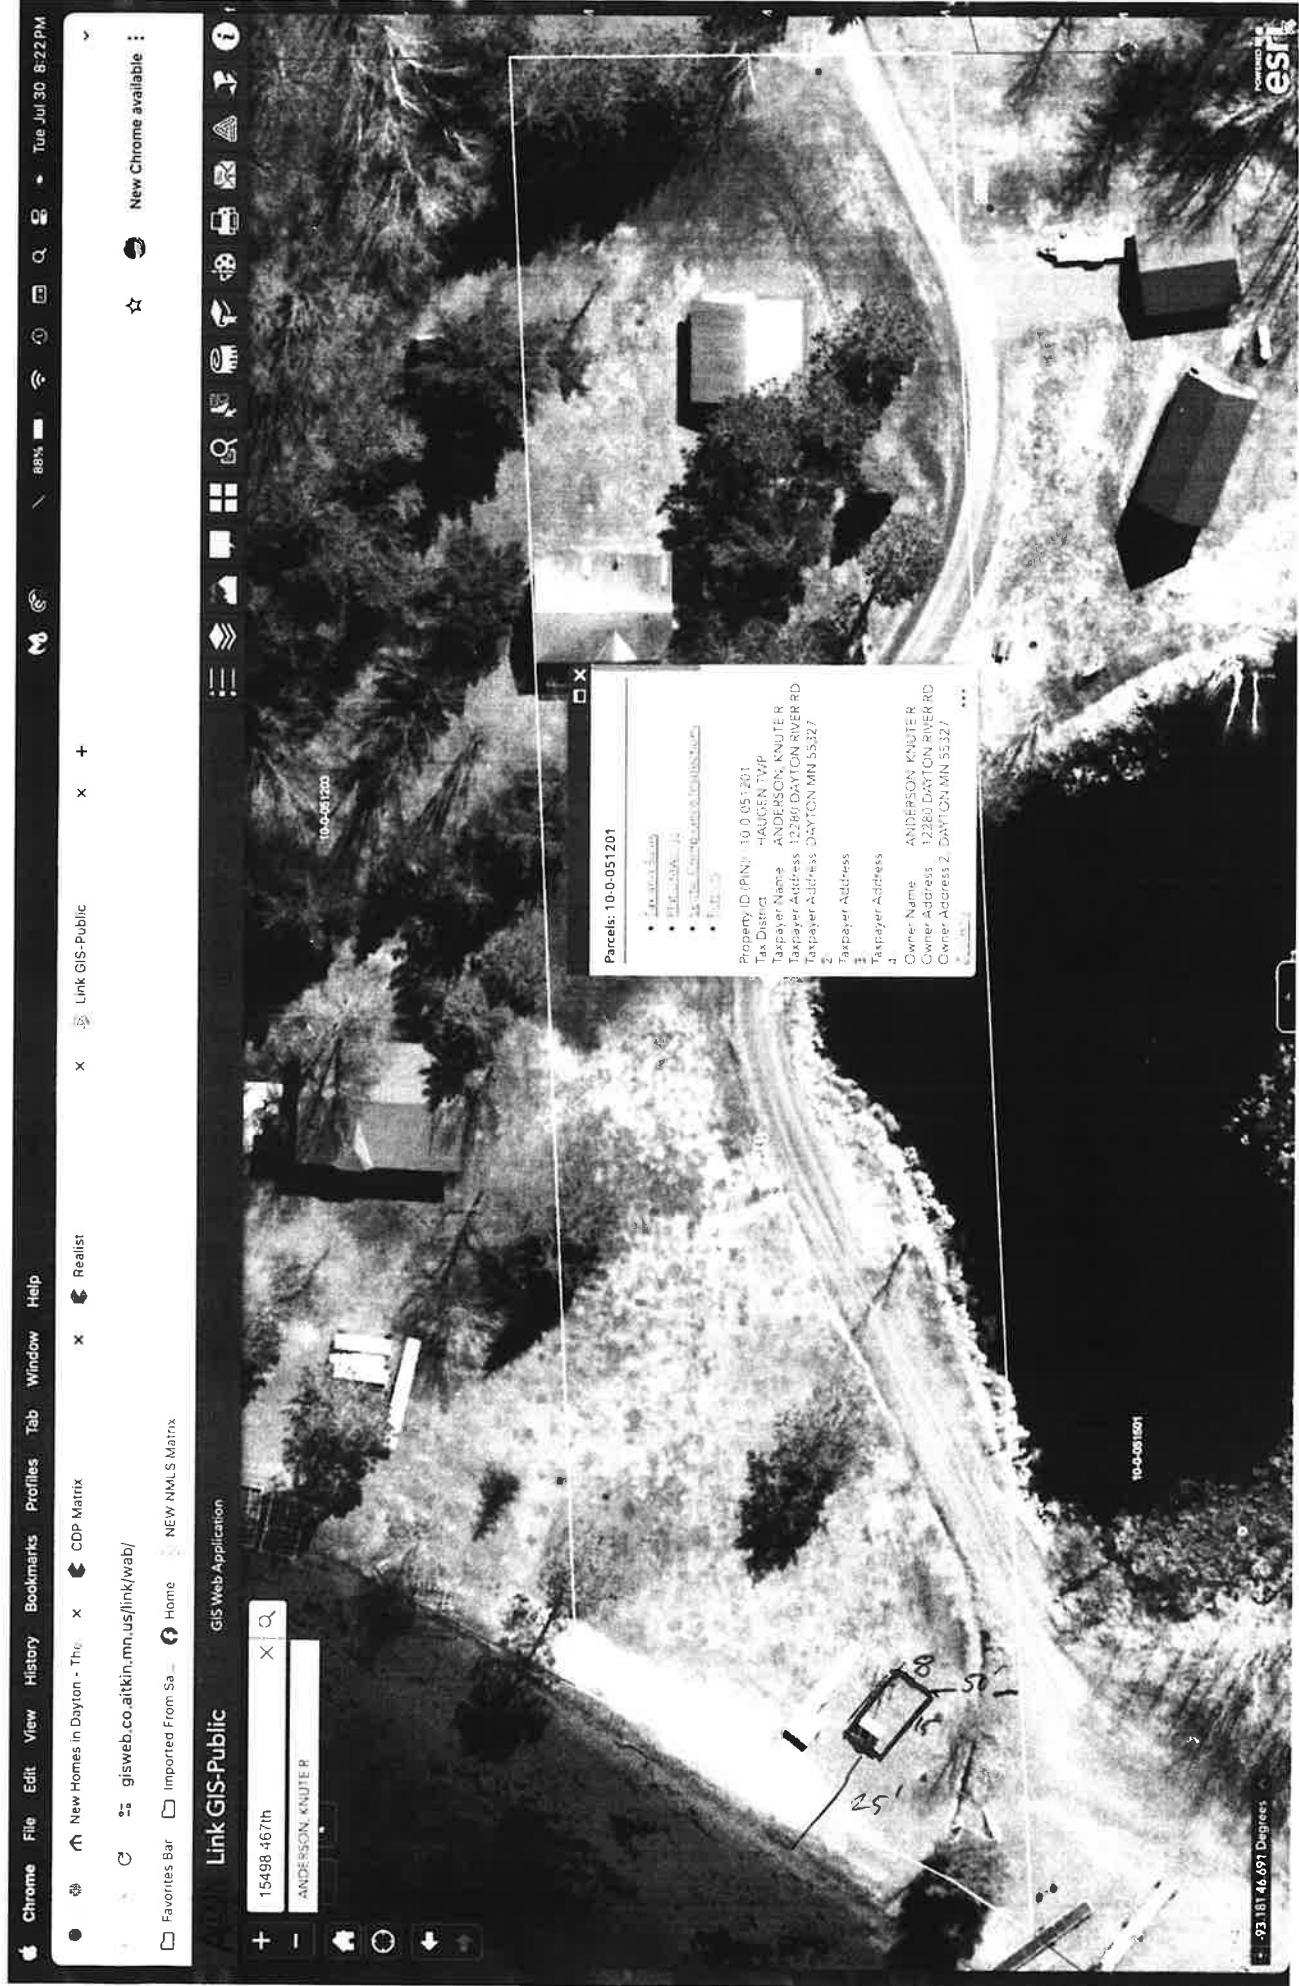 Chrome File Edit View History Bookmarks Profiles Tab Window Help 88% Tue Jul 30 8:22 PM
New Homes in Dayton - The × CDP Matrix × Realist × Link GIS-Public × +
gisweb.co.aitkin.mn.us/link/wab/ New Chrome available
Favorites Bar Imported From Sa... Home NEW NMLS Matrix
Link GIS-Public GIS Web Application
15498 467th
ANDERSON, KNUTE R
10-0-051203
Parcels: 10-0-051201
Property ID (PIN) 10-0-051201
Tax District HAUGEN TWP
Taxpayer Name ANDERSON, KNUTE R
Taxpayer Address 12280 DAYTON RIVER RD
Taxpayer Address DAYTON MN 55327
2
Taxpayer Address
3
Taxpayer Address
4
Owner Name ANDERSON, KNUTE R
Owner Address 12280 DAYTON RIVER RD
Owner Address 2 DAYTON MN 55327
10-0-051501
8
50'
25'
-93.181 46.691 Degrees
POWERED BY
esri